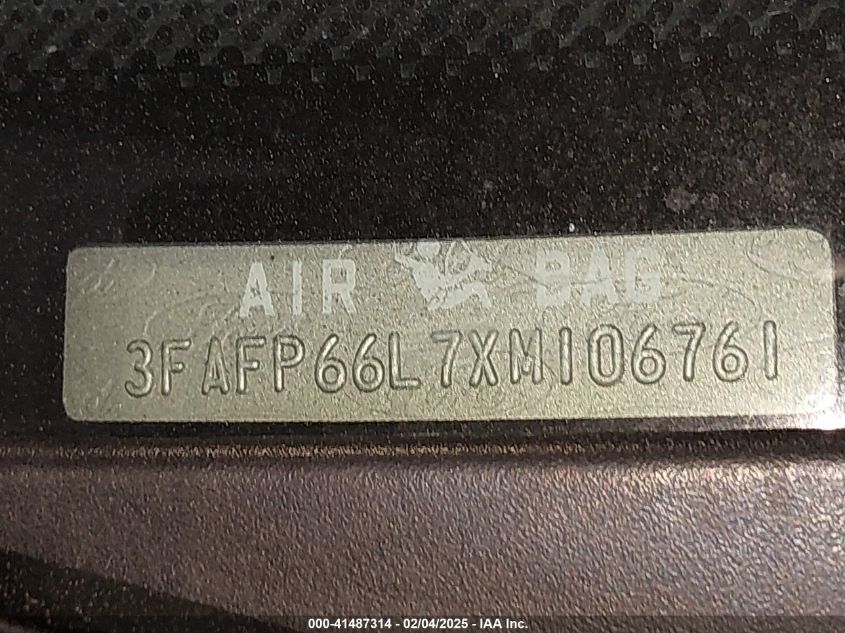 AIR BAG
3FAFP66L7XM106761
000-41487314 - 02/04/2025 - IAA Inc.